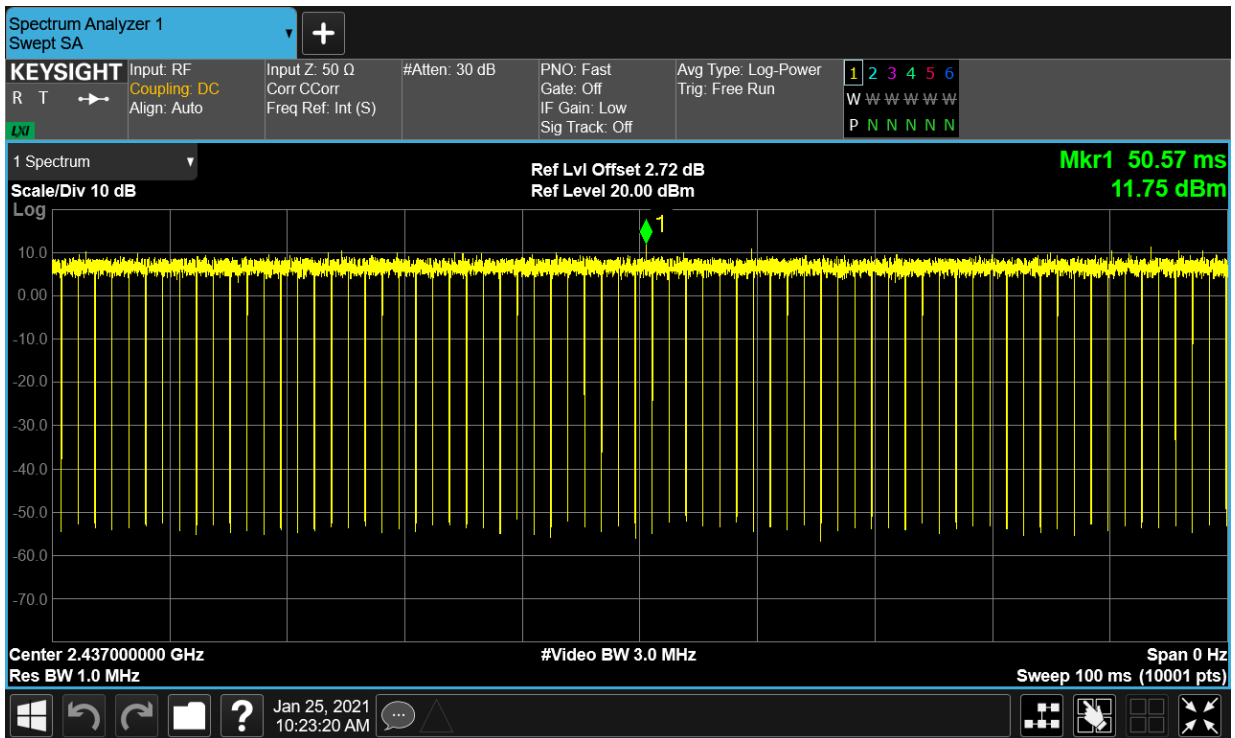 Spectrum Analyzer 1
Swept SA
KEYSIGHT
R T
LXI
Input: RF
Coupling: DC
Align: Auto
Input Z: 50 Ω
Corr CCorr
Freq Ref: Int (S)
#Atten: 30 dB
PNO: Fast
Gate: Off
IF Gain: Low
Sig Track: Off
Avg Type: Log-Power
Trig: Free Run
1 2 3 4 5 6
W W W W W W
P N N N N N
1 Spectrum
Scale/Div 10 dB
Log
Ref Lvl Offset 2.72 dB
Ref Level 20.00 dBm
Mkr1 50.57 ms
11.75 dBm
1
10.0
0.00
-10.0
-20.0
-30.0
-40.0
-50.0
-60.0
-70.0
Center 2.437000000 GHz
Res BW 1.0 MHz
#Video BW 3.0 MHz
Span 0 Hz
Sweep 100 ms (10001 pts)
?
Jan 25, 2021
10:23:20 AM